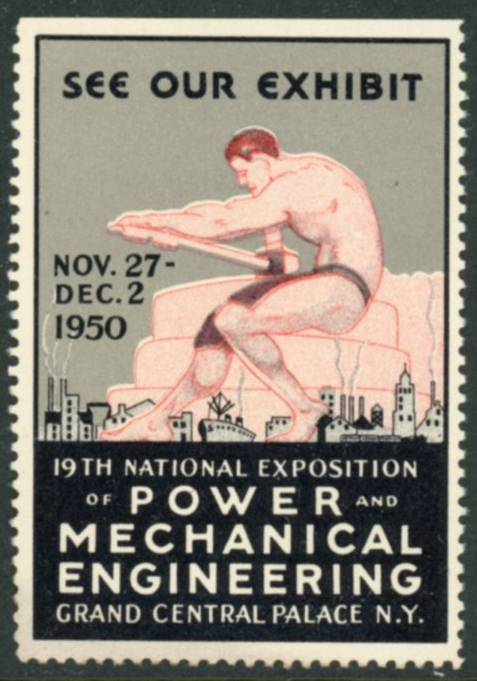 SEE OUR EXHIBIT
NOV. 27-
DEC. 2
1950
19TH NATIONAL EXPOSITION
OF POWER AND
MECHANICAL
ENGINEERING
GRAND CENTRAL PALACE N.Y.